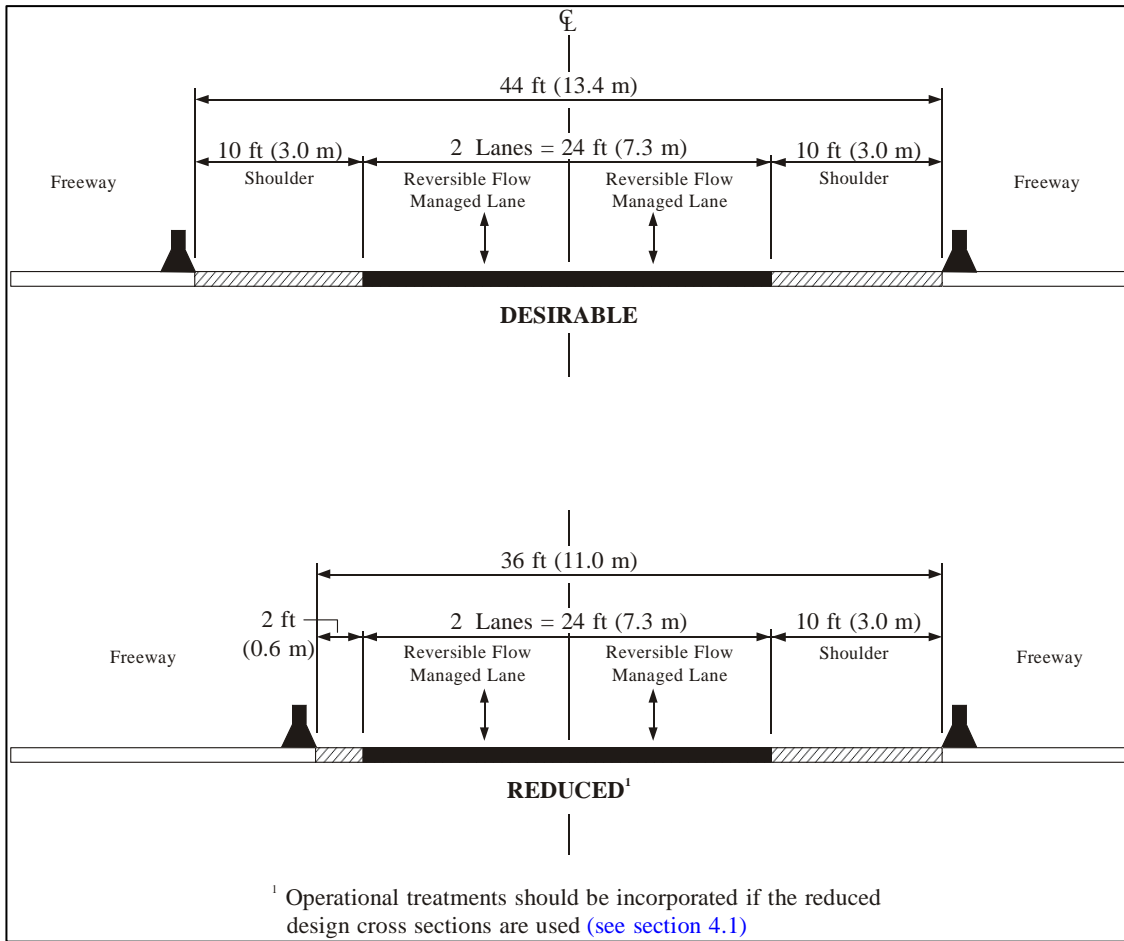 ℄
44 ft (13.4 m)
10 ft (3.0 m)
2 Lanes = 24 ft (7.3 m)
10 ft (3.0 m)
Freeway
Shoulder
Reversible Flow
Managed Lane
Reversible Flow
Managed Lane
Shoulder
Freeway
DESIRABLE
36 ft (11.0 m)
2 ft
(0.6 m)
2 Lanes = 24 ft (7.3 m)
10 ft (3.0 m)
Freeway
Reversible Flow
Managed Lane
Reversible Flow
Managed Lane
Shoulder
Freeway
REDUCED¹
¹ Operational treatments should be incorporated if the reduced
design cross sections are used (see section 4.1)